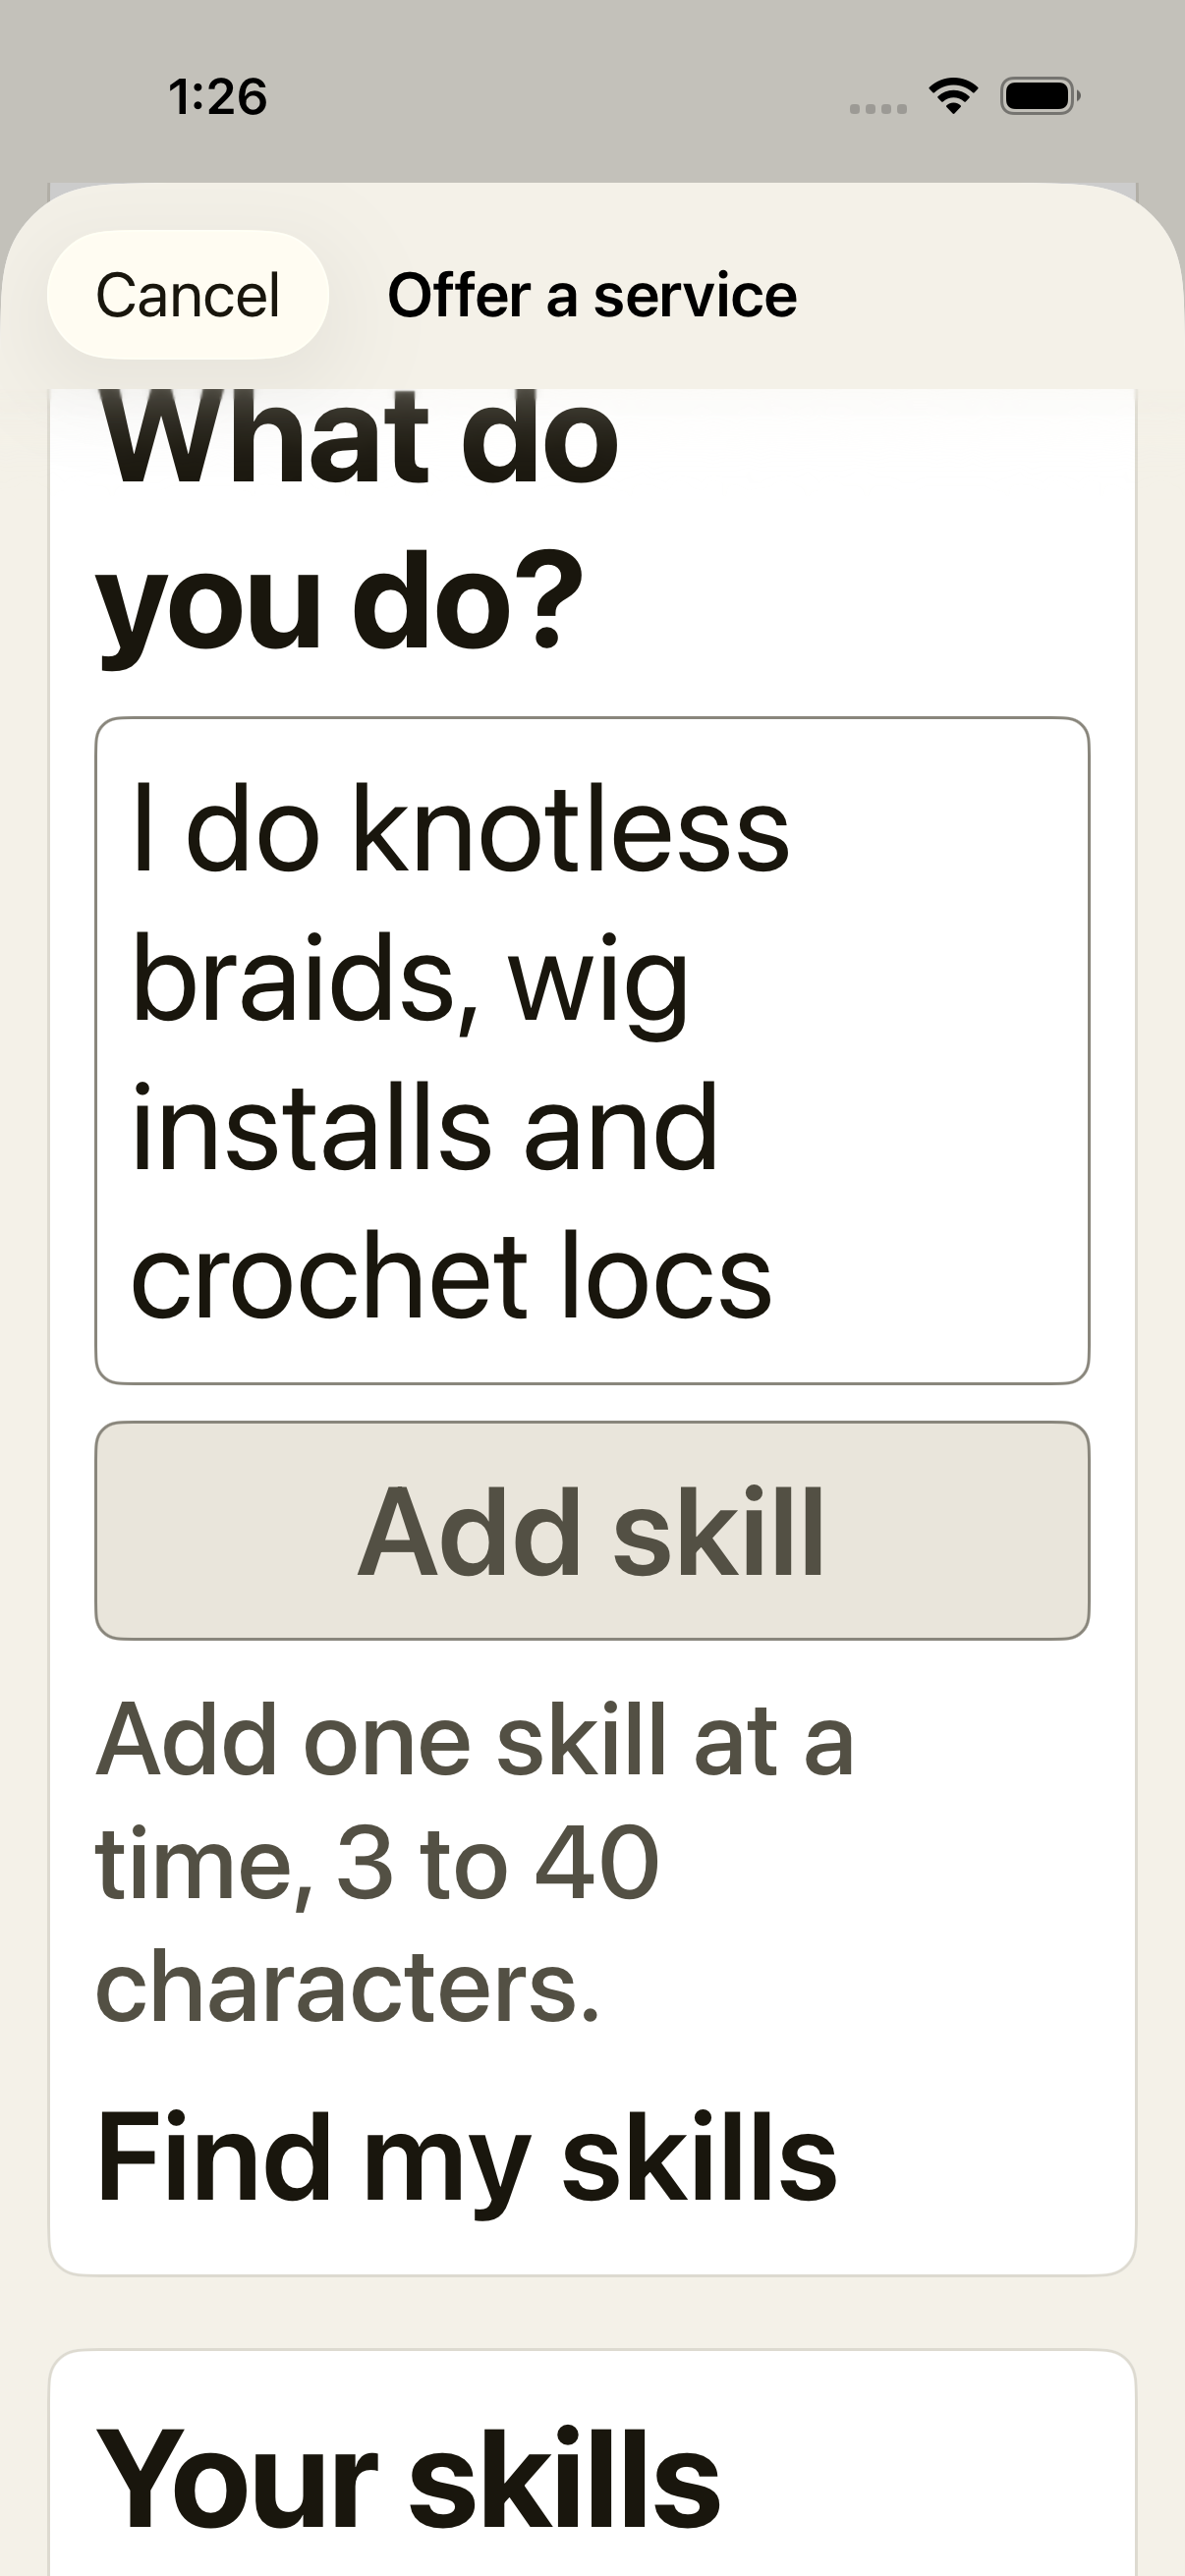 1:26
Cancel
Offer a service
What do
you do?
I do knotless
braids, wig
installs and
crochet locs
Add skill
Add one skill at a
time, 3 to 40
characters.
Find my skills
Your skills